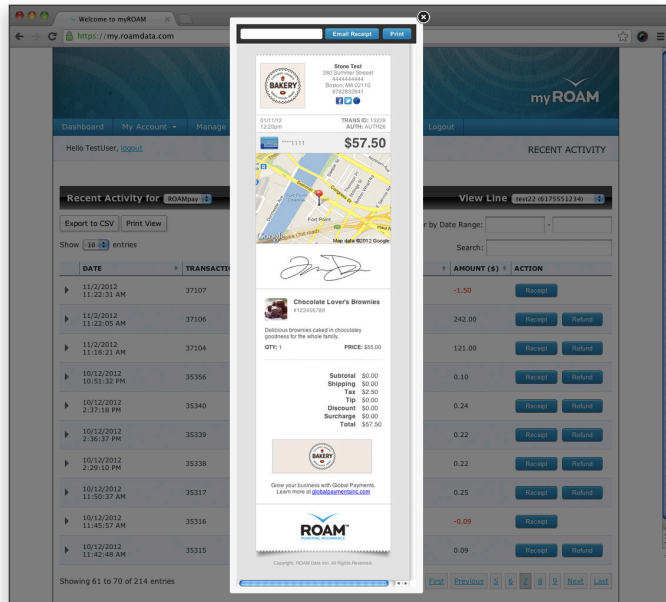 Welcome to myROAM
https://my.roamdata.com
Email Receipt Print
myROAM
Dashboard My Account Manage Logout
Hello TestUser, logout
RECENT ACTIVITY
Recent Activity for ROAMpay
View Line test22 (6175551234)
Export to CSV Print View
r by Date Range: -
Show 10 entries
Search:
DATE TRANSACTIO AMOUNT ($) ACTION
11/2/2012
11:22:31 AM
37107 -1.50 Receipt
11/2/2012
11:22:05 AM
37106 242.00 Receipt Refund
11/2/2012
11:18:21 AM
37104 121.00 Receipt Refund
10/12/2012
10:51:32 PM
35356 0.10 Receipt Refund
10/12/2012
2:37:18 PM
35340 0.24 Receipt Refund
10/12/2012
2:36:37 PM
35339 0.22 Receipt Refund
10/12/2012
2:29:10 PM
35338 0.22 Receipt Refund
10/12/2012
11:50:37 AM
35317 0.25 Receipt Refund
10/12/2012
11:45:57 AM
35316 -0.09 Receipt
10/12/2012
11:42:48 AM
35315 0.09 Receipt Refund
Showing 61 to 70 of 214 entries
First Previous 5 6 7 8 9 Next Last
BAKERY
Stone Test
280 Summer Streeet
4444444444
Boston, MA 02110
9782892841
01/11/12
12:20pm
TRANS ID: 13239
AUTH: AUTH26
****1111
$57.50
Fort Point
Channel
Fort Point
Google
Map data ©2012 Google
Chocolate Lover's Brownies
#123456789
Delicious brownies caked in chocolatey
goodness for the whole family.
QTY: 1 PRICE: $55.00
Subtotal $0.00
Shipping $0.00
Tax $2.50
Tip $0.00
Discount $0.00
Surcharge $0.00
Total $57.50
BAKERY
Grow your business with Global Payments.
Learn more at globalpaymentsinc.com
ROAM
Copyright, ROAM Data Inc. All Rights Reserved.